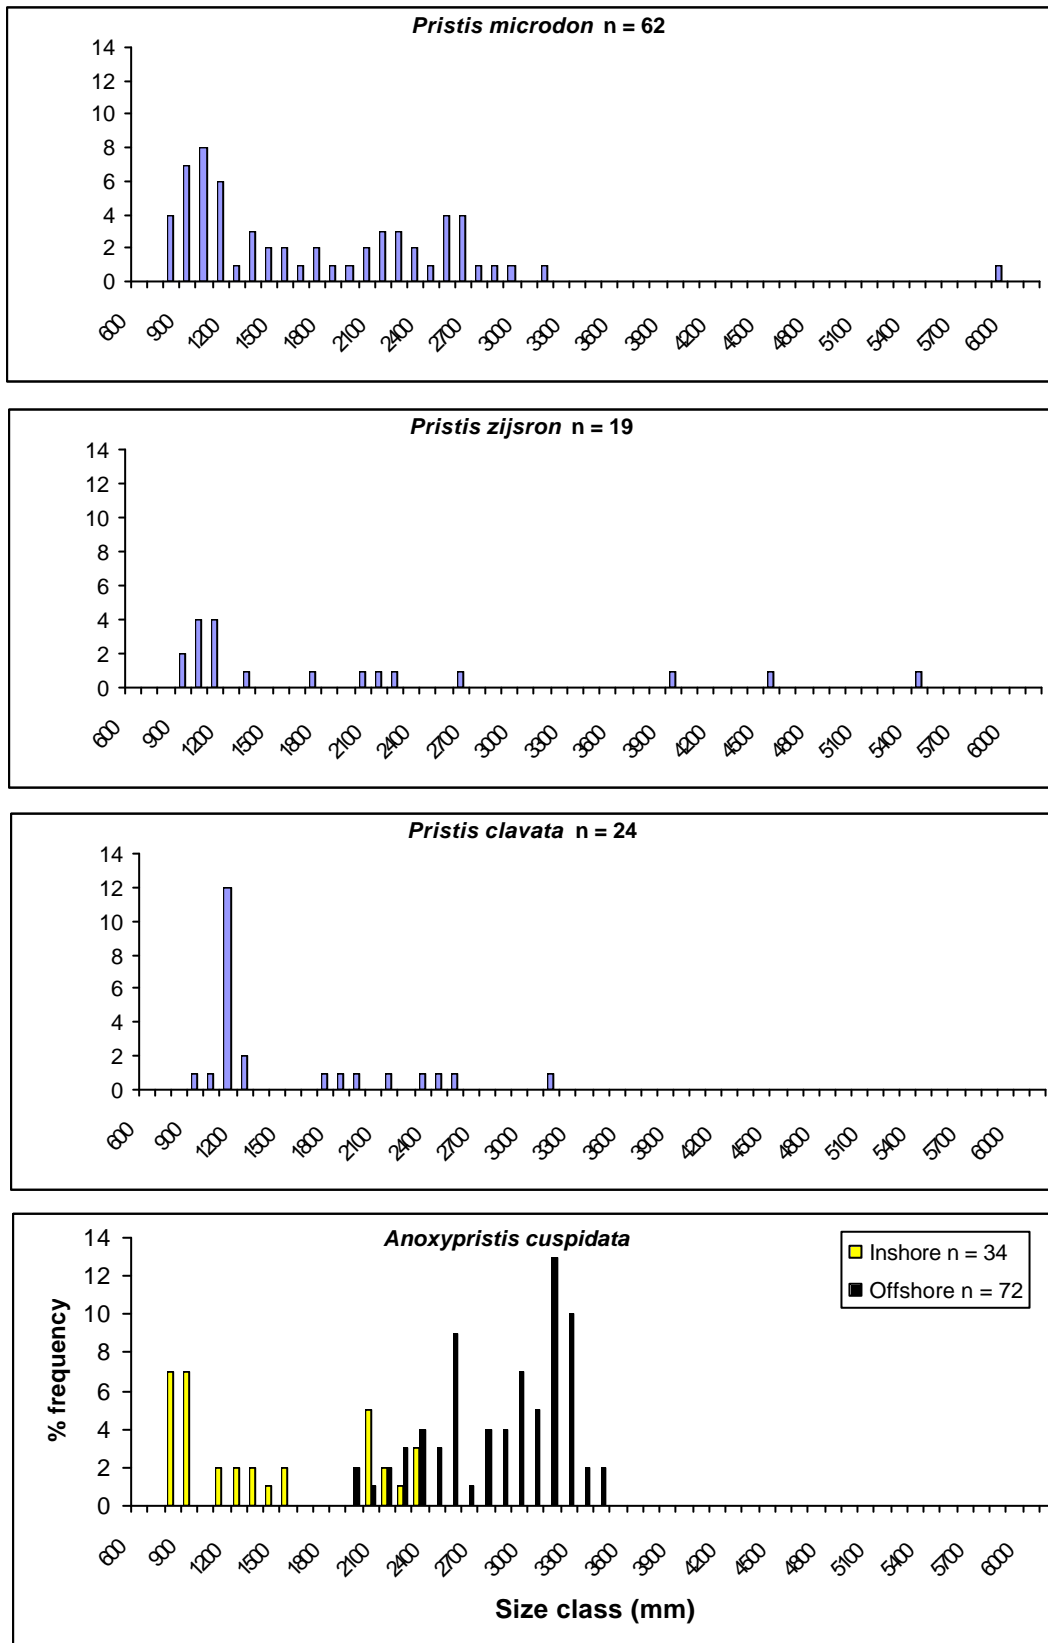 Pristis microdon n = 62
14
12
10
8
6
4
2
0
600 900 1200 1500 1800 2100 2400 2700 3000 3300 3600 3900 4200 4500 4800 5100 5400 5700 6000
Pristis zijsron n = 19
14
12
10
8
6
4
2
0
600 900 1200 1500 1800 2100 2400 2700 3000 3300 3600 3900 4200 4500 4800 5100 5400 5700 6000
Pristis clavata n = 24
14
12
10
8
6
4
2
0
600 900 1200 1500 1800 2100 2400 2700 3000 3300 3600 3900 4200 4500 4800 5100 5400 5700 6000
Anoxypristis cuspidata
Inshore n = 34
Offshore n = 72
% frequency
14
12
10
8
6
4
2
0
600 900 1200 1500 1800 2100 2400 2700 3000 3300 3600 3900 4200 4500 4800 5100 5400 5700 6000
Size class (mm)